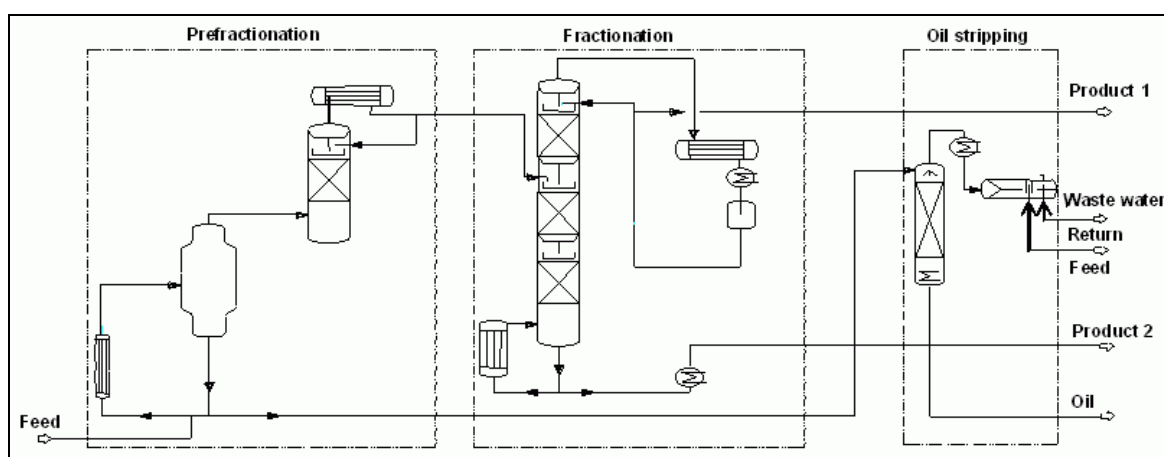 Prefractionation
Fractionation
Oil stripping
Product 1
Waste water
Return
Feed
Product 2
Oil
Feed